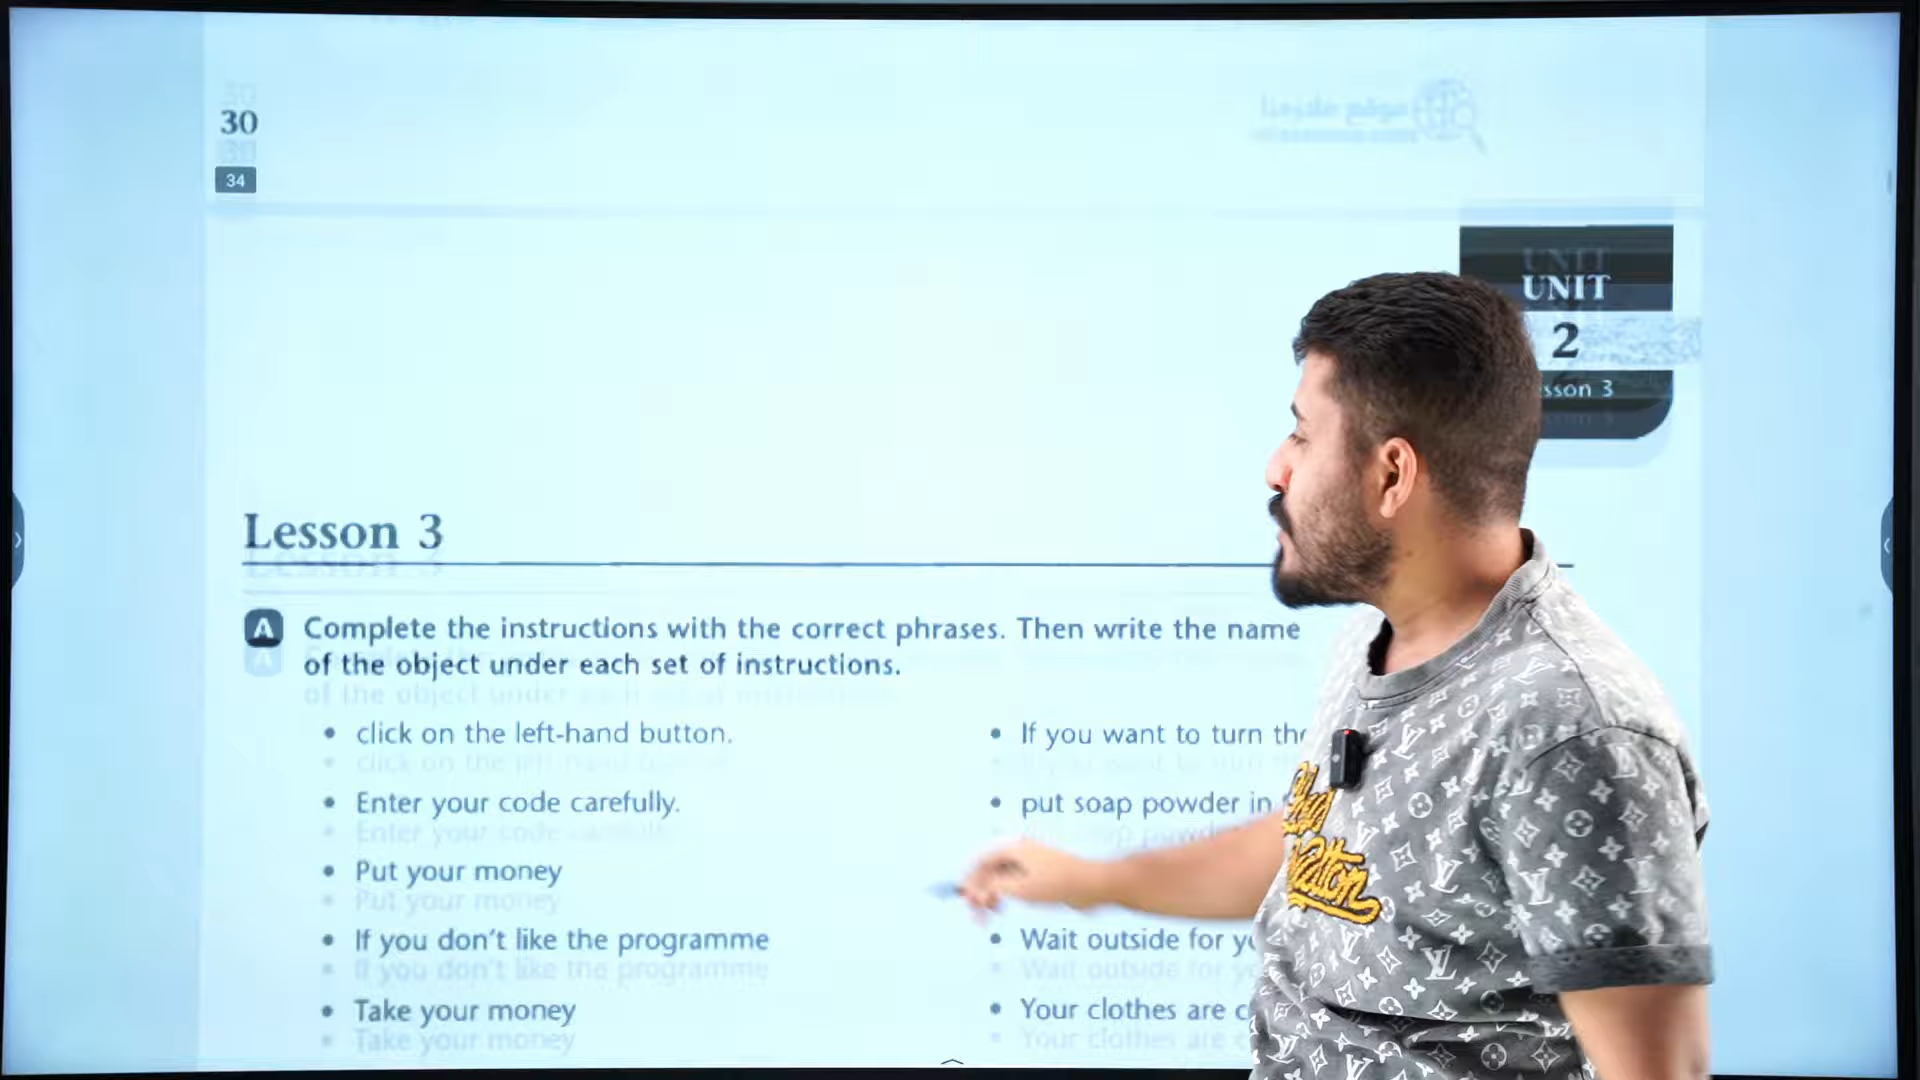 30
34
موقع
UNIT
2
sson 3
Lesson 3
A Complete the instructions with the correct phrases. Then write the name
of the object under each set of instructions.
• click on the left-hand button.
• Enter your code carefully.
• Put your money
• If you don't like the programme
• Take your money
• If you want to turn the
• put soap powder in
• Wait outside for yo
• Your clothes are c